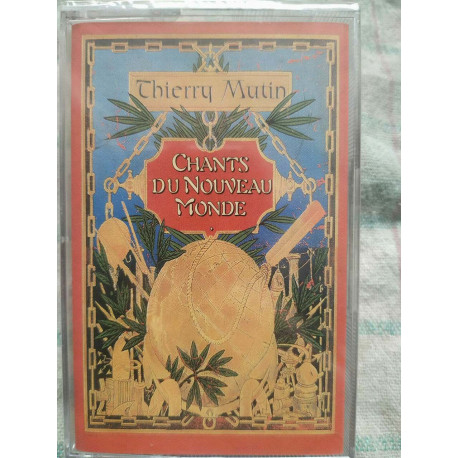 Thierry Mutin
CHANTS
DU NOUVEAU
MONDE